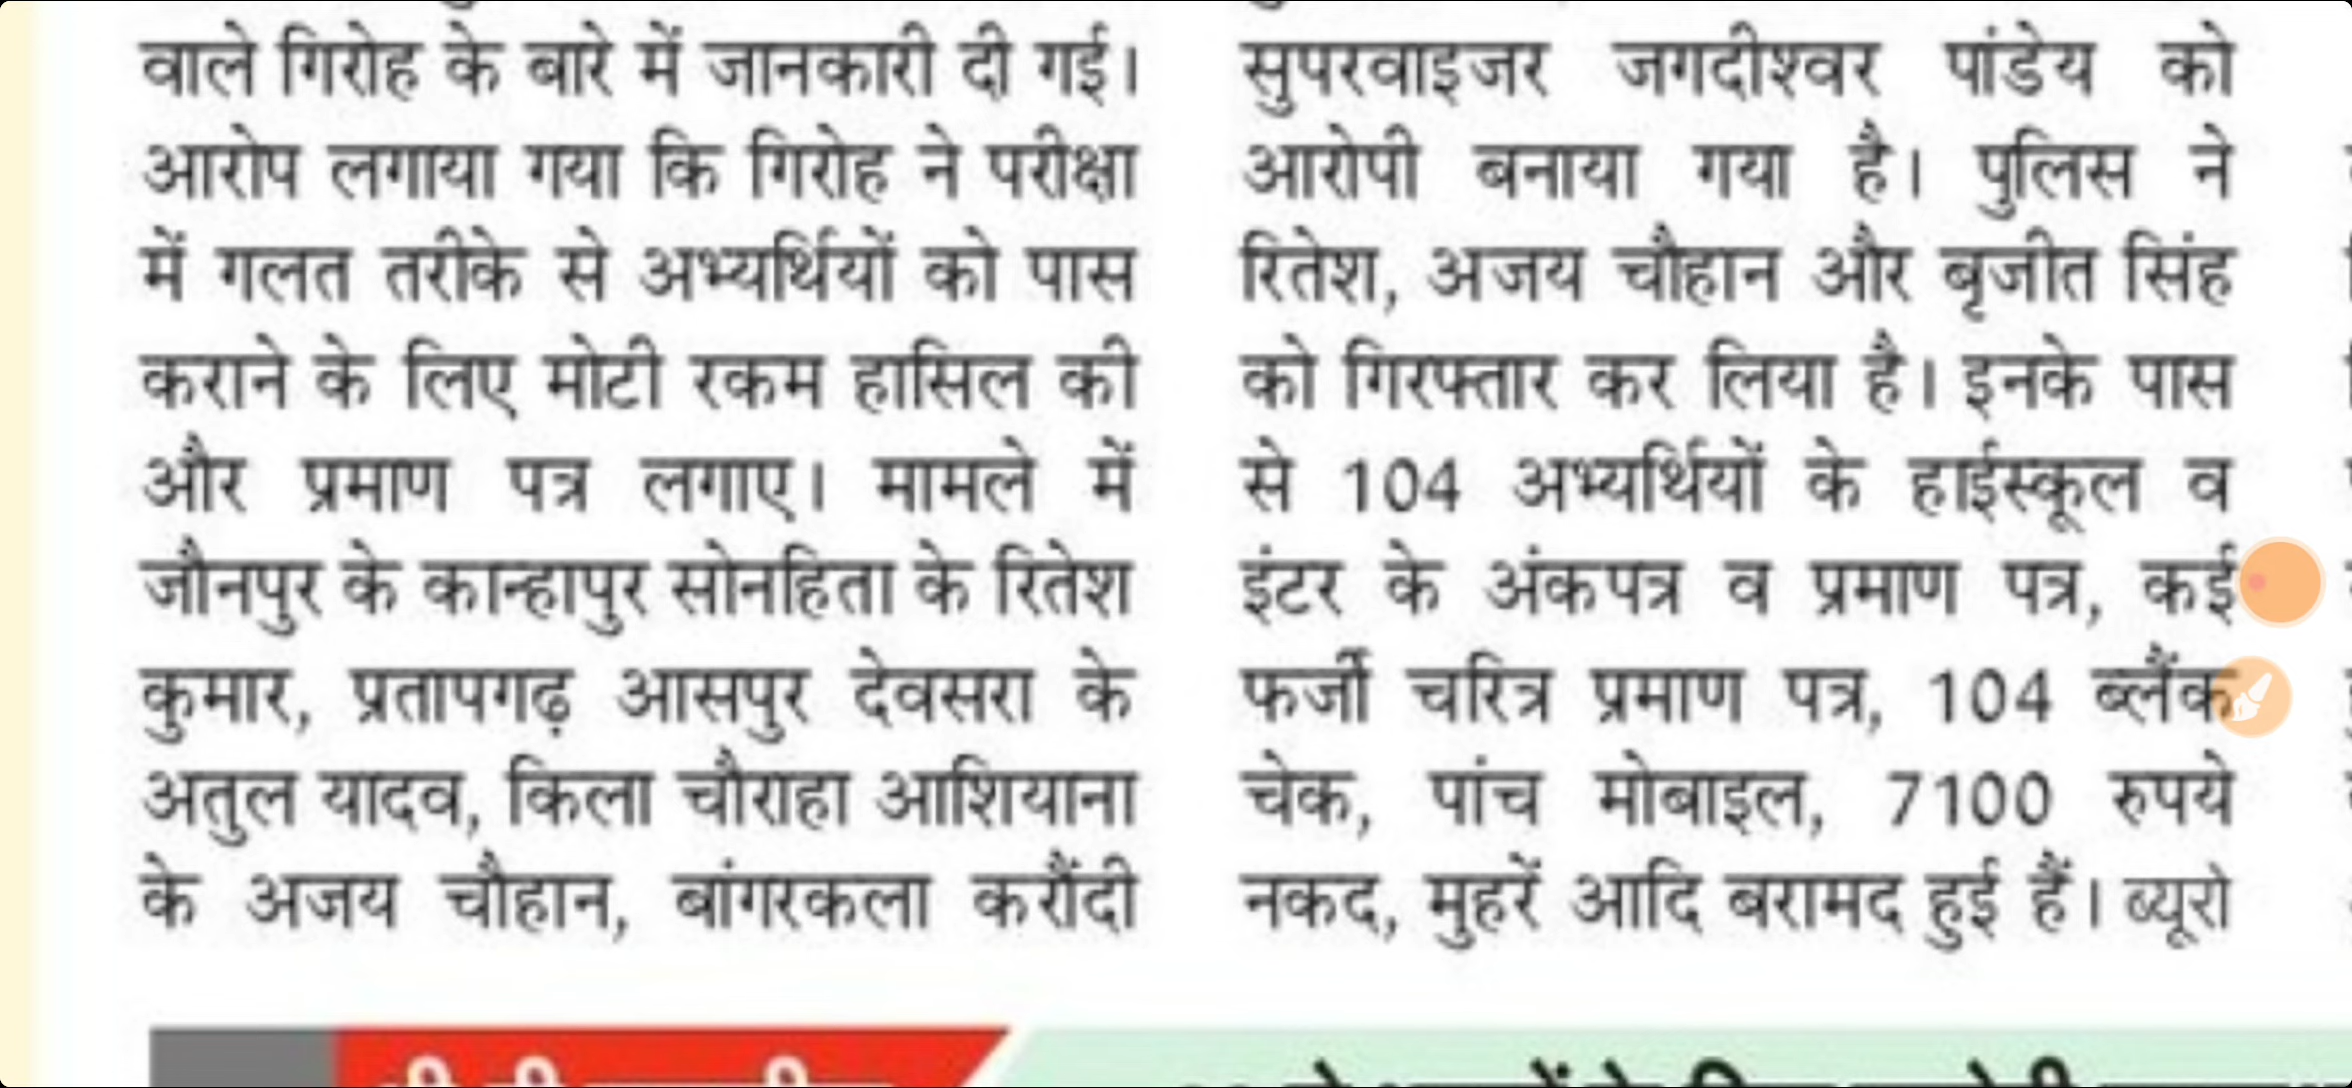 वाले गिरोह के बारे में जानकारी दी गई।
आरोप लगाया गया कि गिरोह ने परीक्षा
में गलत तरीके से अभ्यर्थियों को पास
कराने के लिए मोटी रकम हासिल की
और प्रमाण पत्र लगाए। मामले में
जौनपुर के कान्हापुर सोनहिता के रितेश
कुमार, प्रतापगढ़ आसपुर देवसरा के
अतुल यादव, किला चौराहा आशियाना
के अजय चौहान, बांगरकला करौंदी
सुपरवाइजर जगदीश्वर पांडेय को
आरोपी बनाया गया है। पुलिस ने
रितेश, अजय चौहान और बृजीत सिंह
को गिरफ्तार कर लिया है। इनके पास
से 104 अभ्यर्थियों के हाईस्कूल व
इंटर के अंकपत्र व प्रमाण पत्र, कई
फर्जी चरित्र प्रमाण पत्र, 104 ब्लैंक
चेक, पांच मोबाइल, 7100 रुपये
नकद, मुहरें आदि बरामद हुई हैं। ब्यूरो